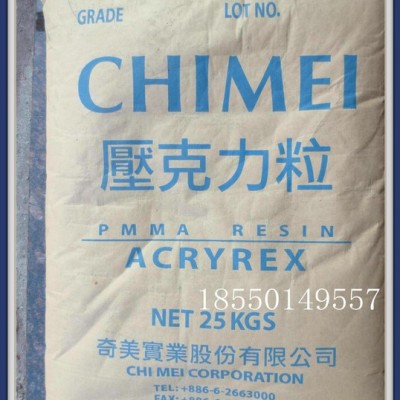 GRADE LOT NO.
CHIMEI
壓克力粒
PMMA RESIN
ACRYREX
18550149557
NET 25 KGS
奇美實業股份有限公司
CHI MEI CORPORATION
TEL: +886-6-2663000